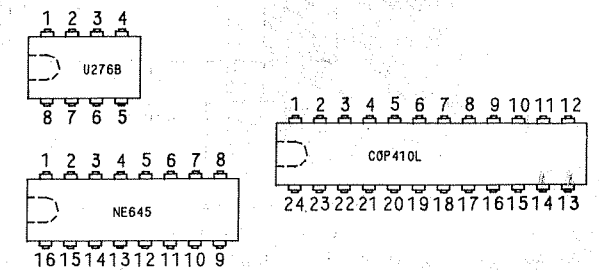 1 2 3 4
U276B
8 7 6 5
1 2 3 4 5 6 7 8
NE645
16 15 14 13 12 11 10 9
1 2 3 4 5 6 7 8 9 10 11 12
COP410L
24 23 22 21 20 19 18 17 16 15 14 13